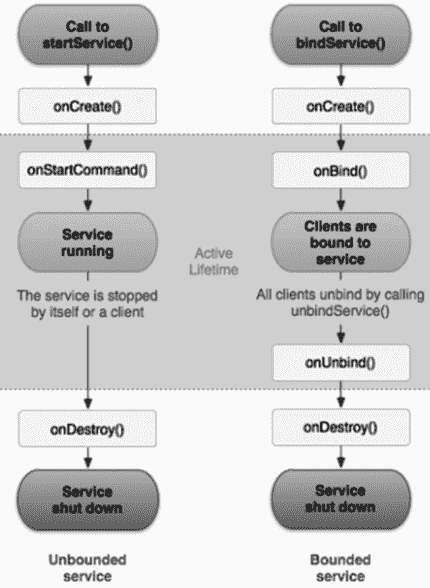 Call to
startService()
onCreate()
onStartCommand()
Service
running
The service is stopped
by itself or a client
onDestroy()
Service
shut down
Unbounded
service
Active
Lifetime
Call to
bindService()
onCreate()
onBind()
Clients are
bound to
service
All clients unbind by calling
unbindService()
onUnbind()
onDestroy()
Service
shut down
Bounded
service